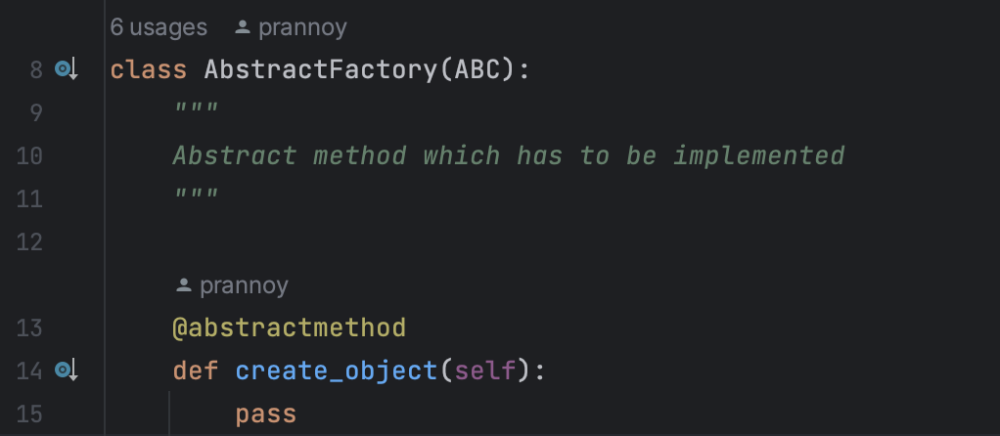 6 usages prannoy
8 class AbstractFactory(ABC):
9 """
10 Abstract method which has to be implemented
11 """
12
prannoy
13 @abstractmethod
14 def create_object(self):
15 pass